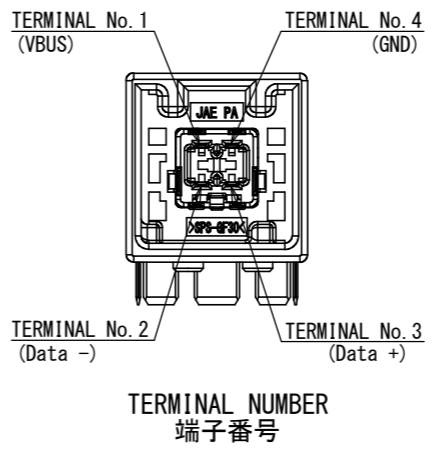 TERMINAL No. 1
(VBUS)
TERMINAL No. 4
(GND)
JAE PA
>SPS-GF30<
TERMINAL No. 2
(Data -)
TERMINAL No. 3
(Data +)
TERMINAL NUMBER
端子番号